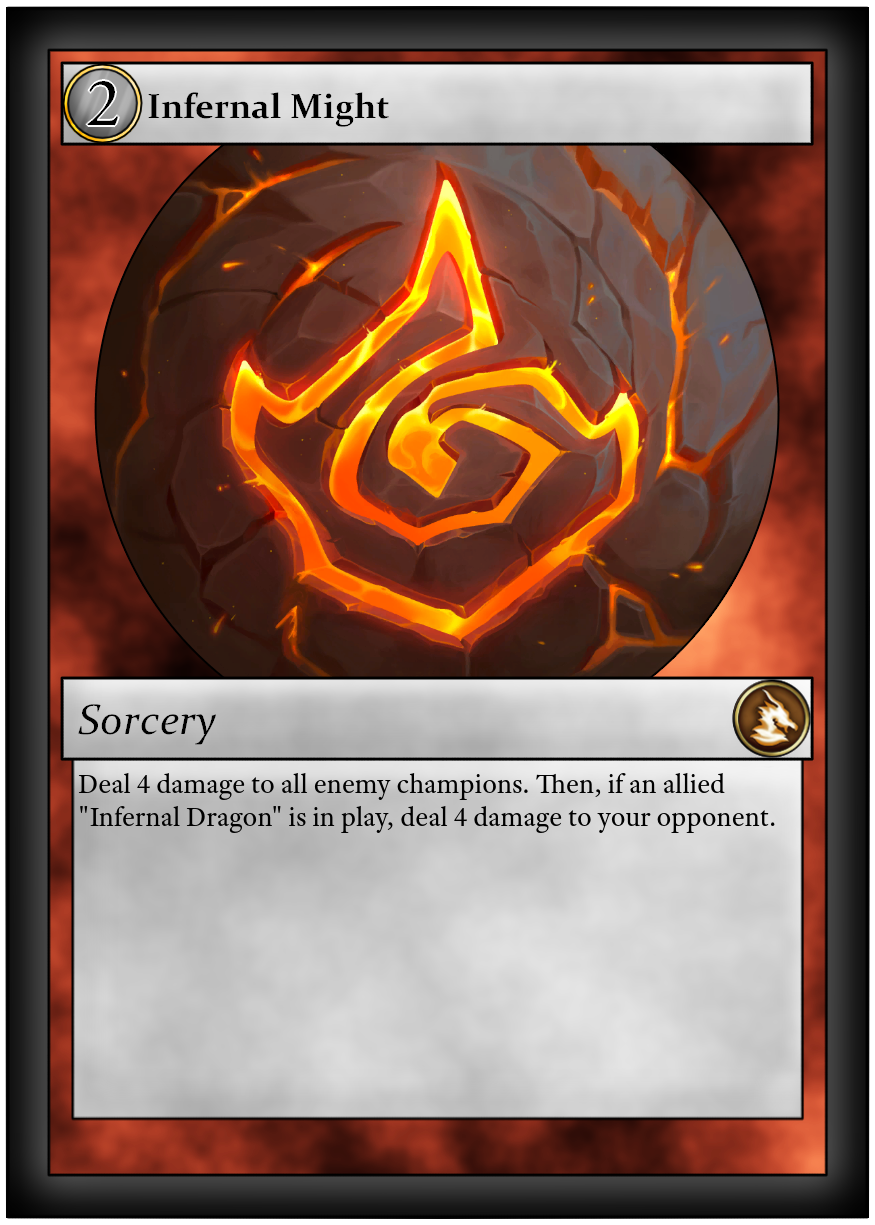 2 Infernal Might
Sorcery
Deal 4 damage to all enemy champions. Then, if an allied
"Infernal Dragon" is in play, deal 4 damage to your opponent.